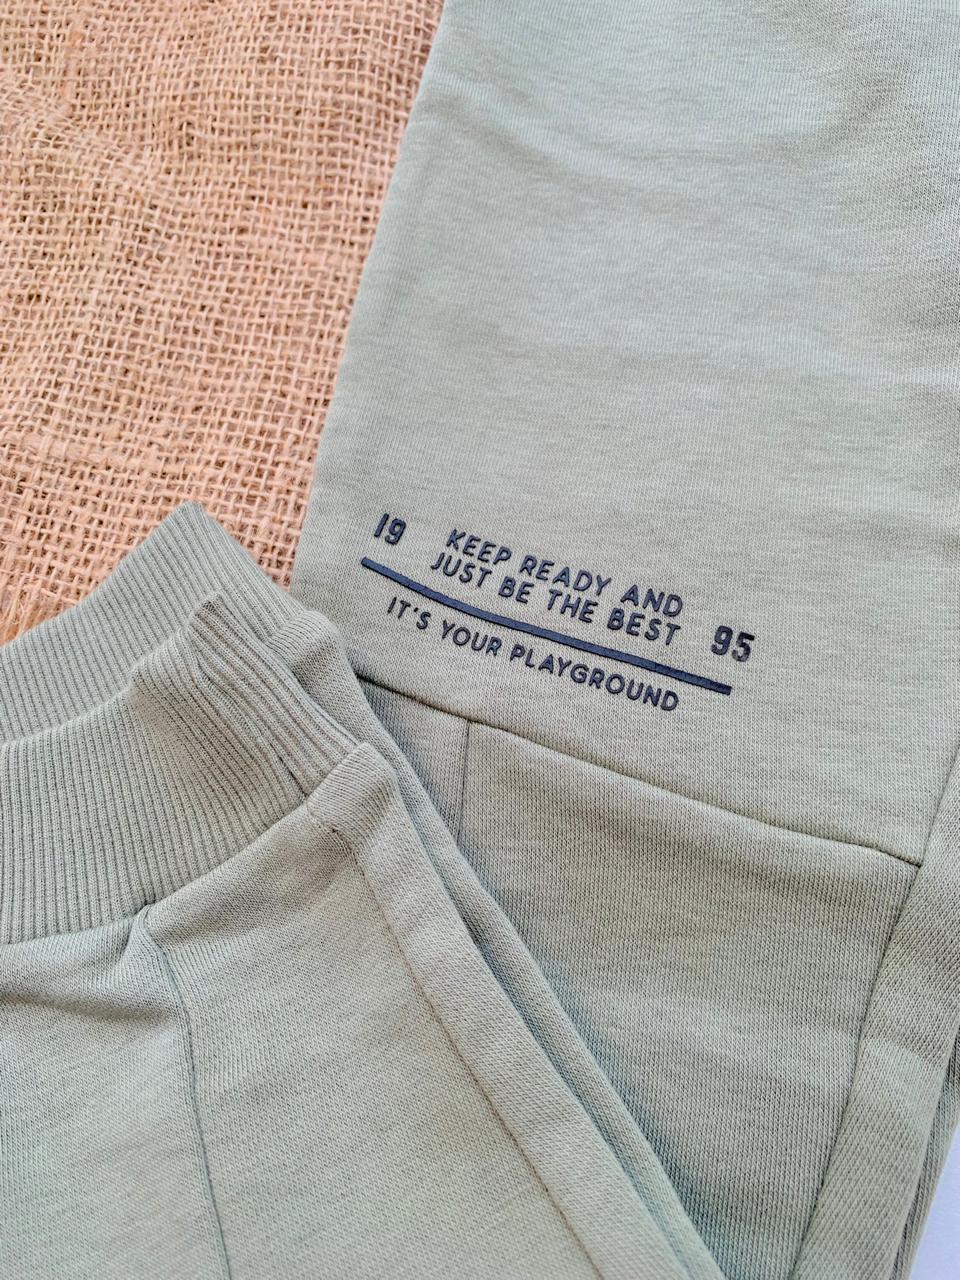 19 KEEP READY AND
JUST BE THE BEST 95
IT'S YOUR PLAYGROUND